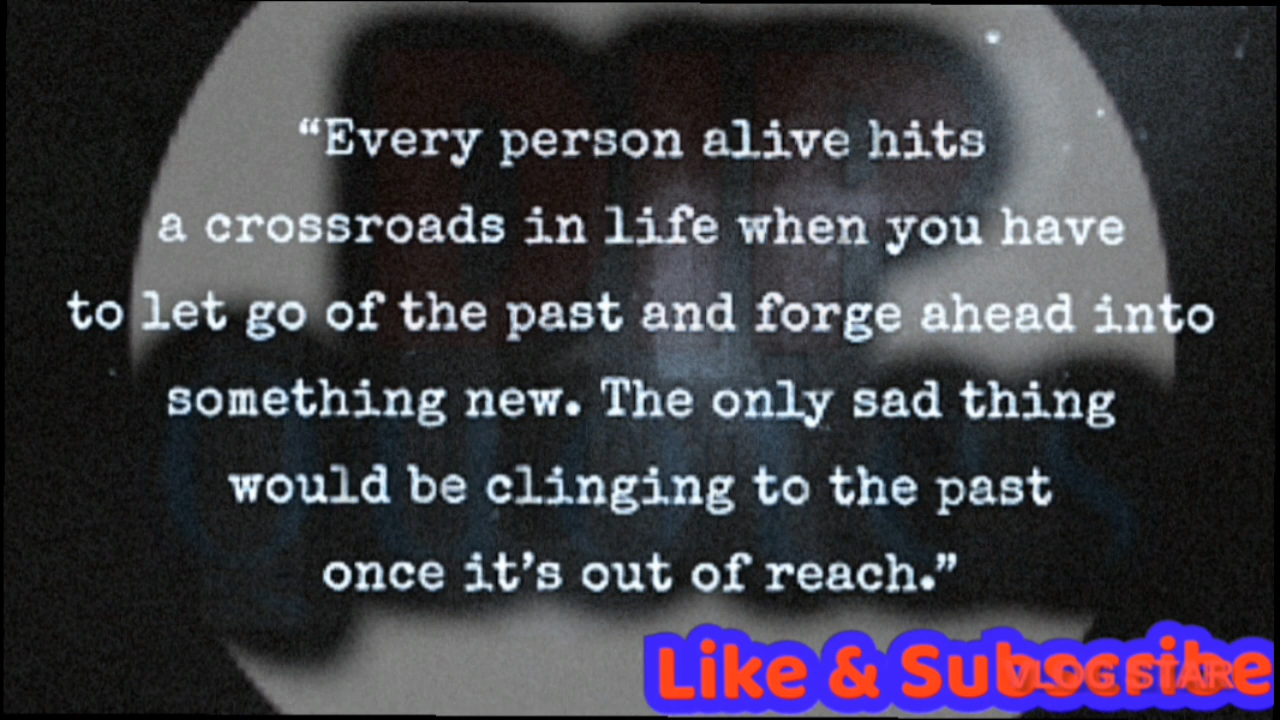 “Every person alive hits
a crossroads in life when you have
to let go of the past and forge ahead into
something new. The only sad thing
would be clinging to the past
once it’s out of reach.”
Like & Subscribe
VLOG STAR